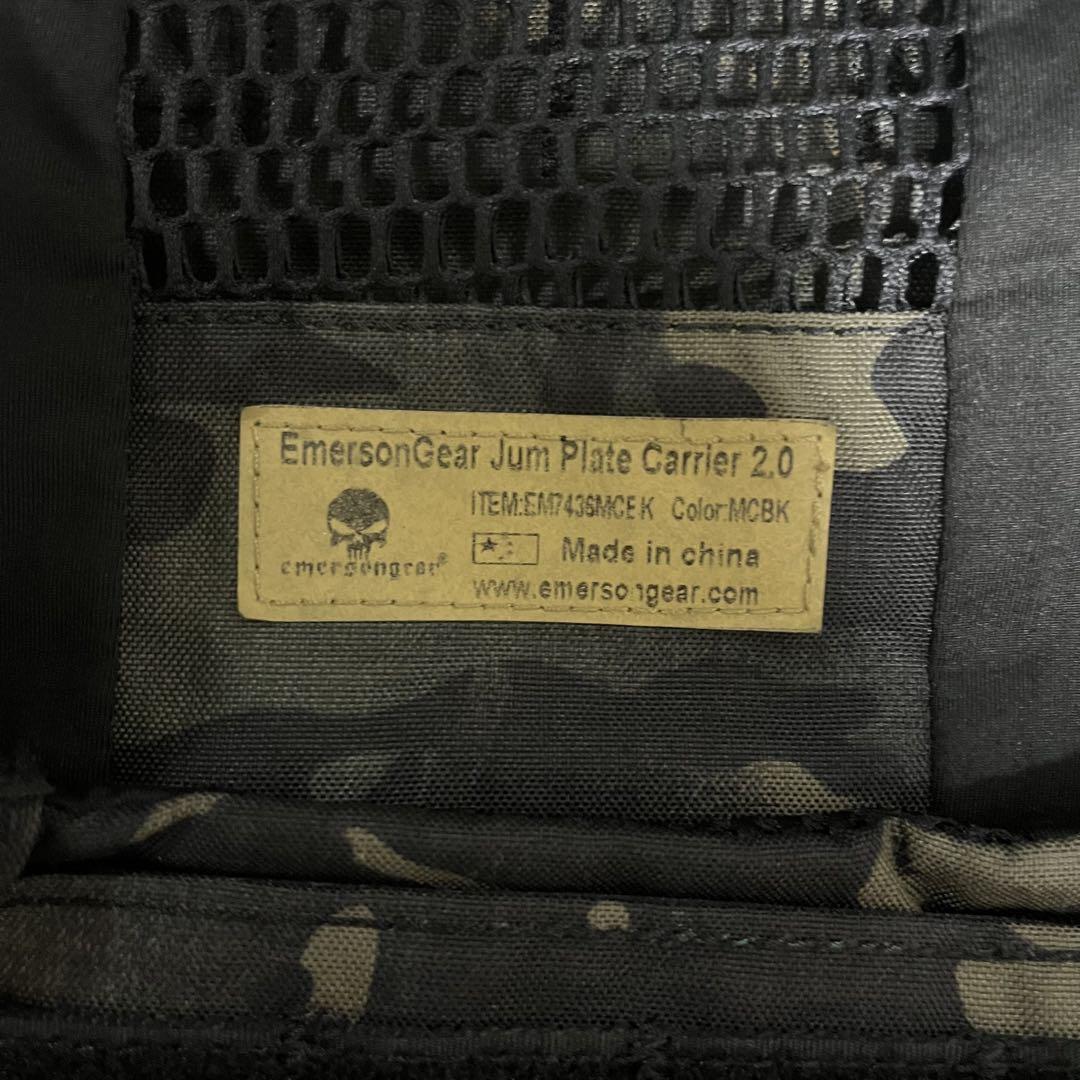 EmersonGear Jum Plate Carrier 2.0
ITEM:EM7436MCBK Color:MCBK
emersongear®
Made in china
www.emersongear.com